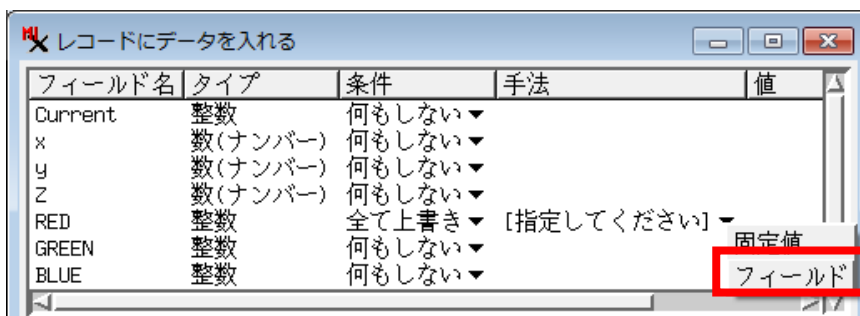 レコードにデータを入れる
フィールド名 タイプ 条件 手法 値
Current 整数 何もしない▼
x 数(ナンバー) 何もしない▼
y 数(ナンバー) 何もしない▼
Z 数(ナンバー) 何もしない▼
RED 整数 全て上書き▼ [指定してください]▼
固定値
GREEN 整数 何もしない▼
BLUE 整数 何もしない▼
フィールド